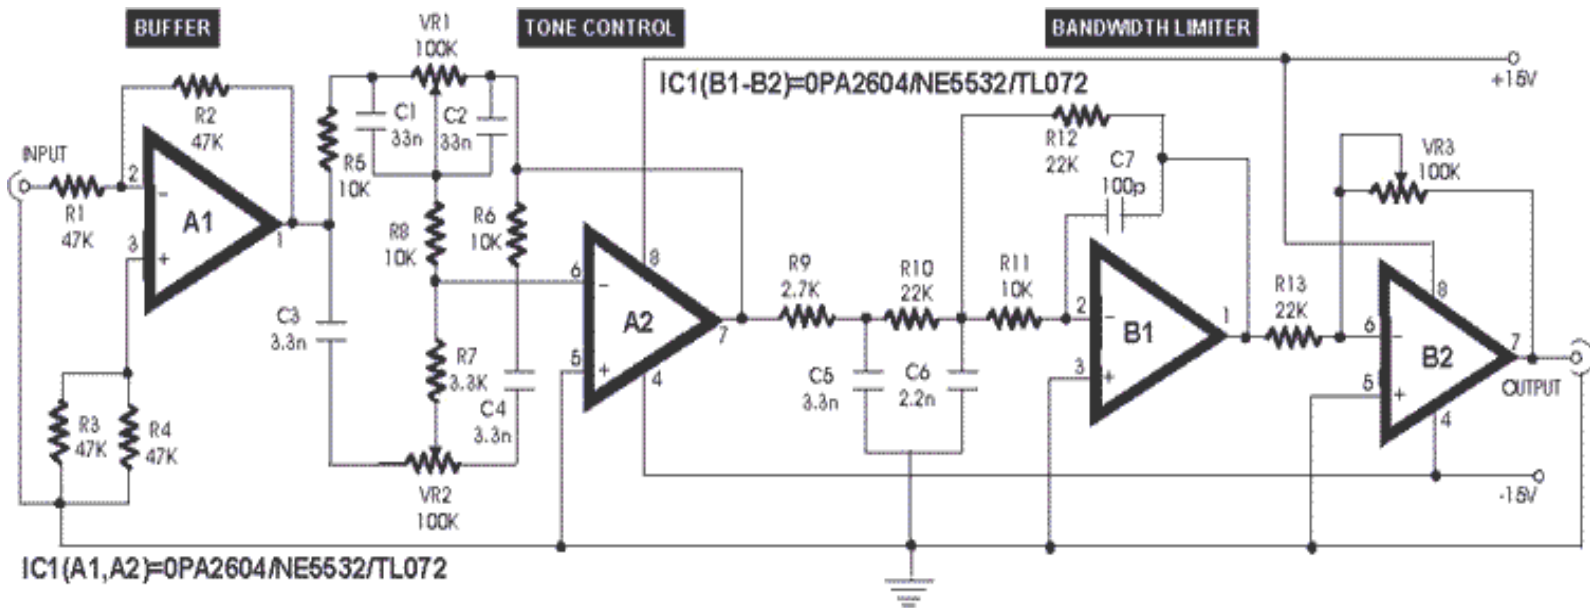 BUFFER
TONE CONTROL
BANDWIDTH LIMITER
VR1
100K
IC1(B1-B2)=0PA2604/NE5532/TL072
+15V
R2
47K
INPUT
R1
47K
2
-
3
+
A1
1
R5
10K
C1
33n
C2
33n
R8
10K
R6
10K
R12
22K
C7
100p
VR3
100K
R3
47K
R4
47K
C3
3.3n
R7
3.3K
C4
3.3n
VR2
100K
6
-
5
+
8
A2
7
4
R9
2.7K
R10
22K
R11
10K
C5
3.3n
C6
2.2n
2
-
3
+
B1
1
R13
22K
6
-
5
+
8
B2
7
4
OUTPUT
-15V
IC1(A1,A2)=0PA2604/NE5532/TL072